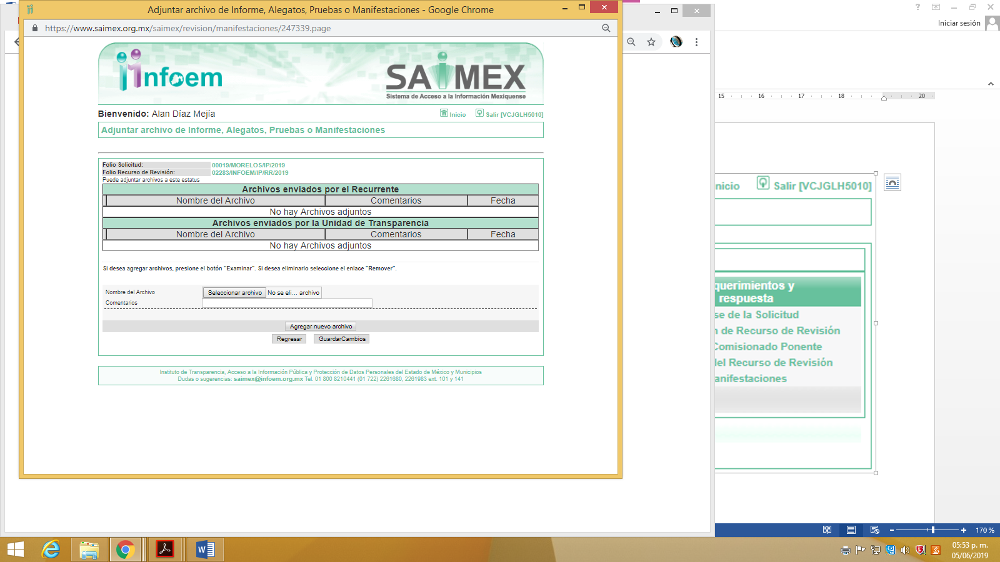 Adjuntar archivo de Informe, Alegatos, Pruebas o Manifestaciones - Google Chrome
https://www.saimex.org.mx/saimex/revision/manifestaciones/247339.page
infoem
SAIMEX
Sistema de Acceso a la Información Mexiquense
Bienvenido: Alan Díaz Mejía
Inicio
Salir [VCJGLH5010]
Adjuntar archivo de Informe, Alegatos, Pruebas o Manifestaciones
Folio Solicitud: 00019/MORELOS/IP/2019
Folio Recurso de Revisión: 02283/INFOEM/IP/RR/2019
Puede adjuntar archivos a este estatus
Archivos enviados por el Recurrente
Nombre del Archivo Comentarios Fecha
No hay Archivos adjuntos
Archivos enviados por la Unidad de Transparencia
Nombre del Archivo Comentarios Fecha
No hay Archivos adjuntos
Si desea agregar archivos, presione el botón "Examinar". Si desea eliminarlo seleccione el enlace "Remover".
Nombre del Archivo Seleccionar archivo No se eli... archivo
Comentarios
Agregar nuevo archivo
Regresar GuardarCambios
Instituto de Transparencia, Acceso a la Información Pública y Protección de Datos Personales del Estado de México y Municipios
Dudas o sugerencias: saimex@infoem.org.mx Tel. 01 800 8210441 (01 722) 2261680, 2261983 ext. 101 y 141
Iniciar sesión
15 16 17 18 20
nicio Salir [VCJGLH5010]
querimientos y
respuesta
se de la Solicitud
n de Recurso de Revisión
Comisionado Ponente
del Recurso de Revisión
anifestaciones
170 %
05:53 p. m.
05/06/2019